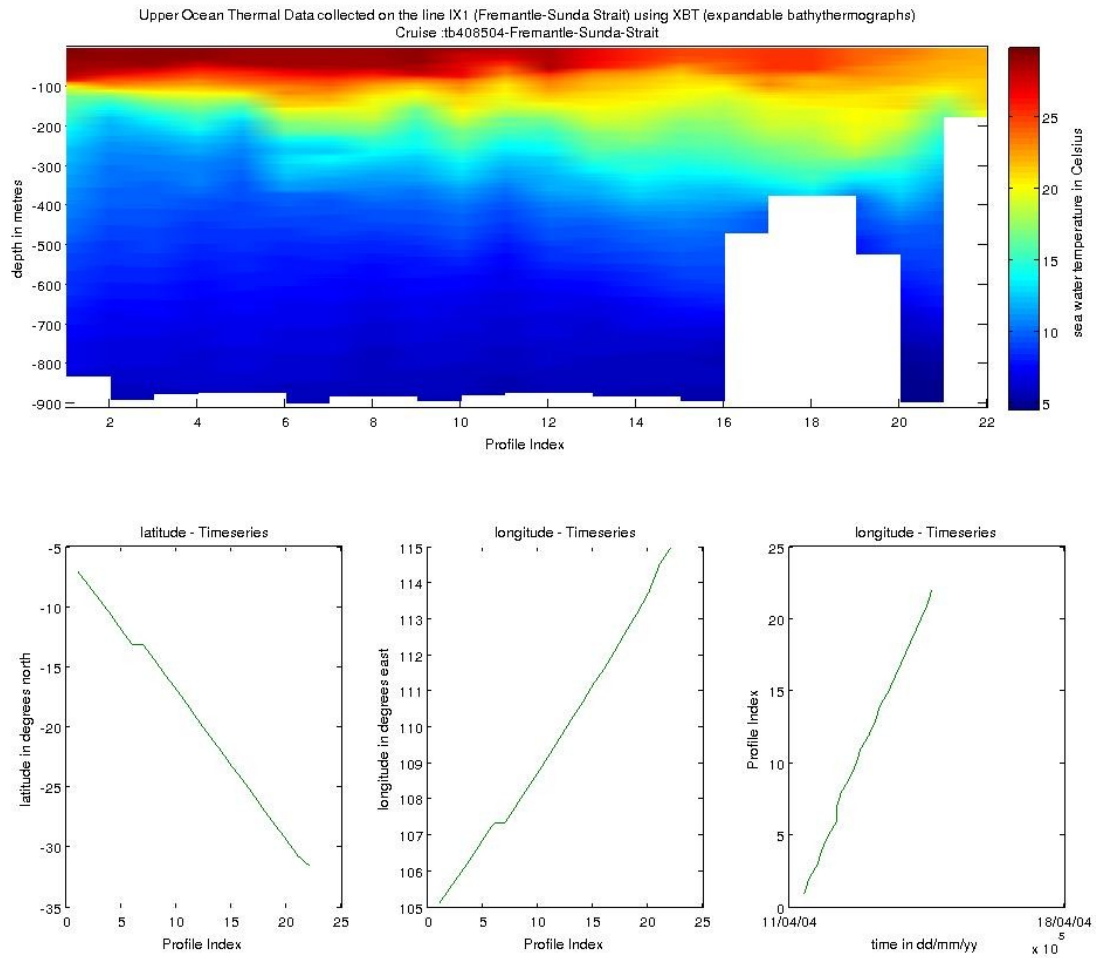 Upper Ocean Thermal Data collected on the line IX1 (Fremantle-Sunda Strait) using XBT (expandable bathythermographs)
Cruise :tb408504-Fremantle-Sunda-Strait
depth in metres
-100
-200
-300
-400
-500
-600
-700
-800
-900
2 4 6 8 10 12 14 16 18 20 22
Profile Index
25
20
15
10
5
sea water temperature in Celsius
latitude - Timeseries
latitude in degrees north
-5
-10
-15
-20
-25
-30
-35
0 5 10 15 20 25
Profile Index
longitude - Timeseries
longitude in degrees east
115
114
113
112
111
110
109
108
107
106
105
0 5 10 15 20 25
Profile Index
longitude - Timeseries
Profile Index
25
20
15
10
5
0
11/04/04 18/04/04
time in dd/mm/yy
x 10^5